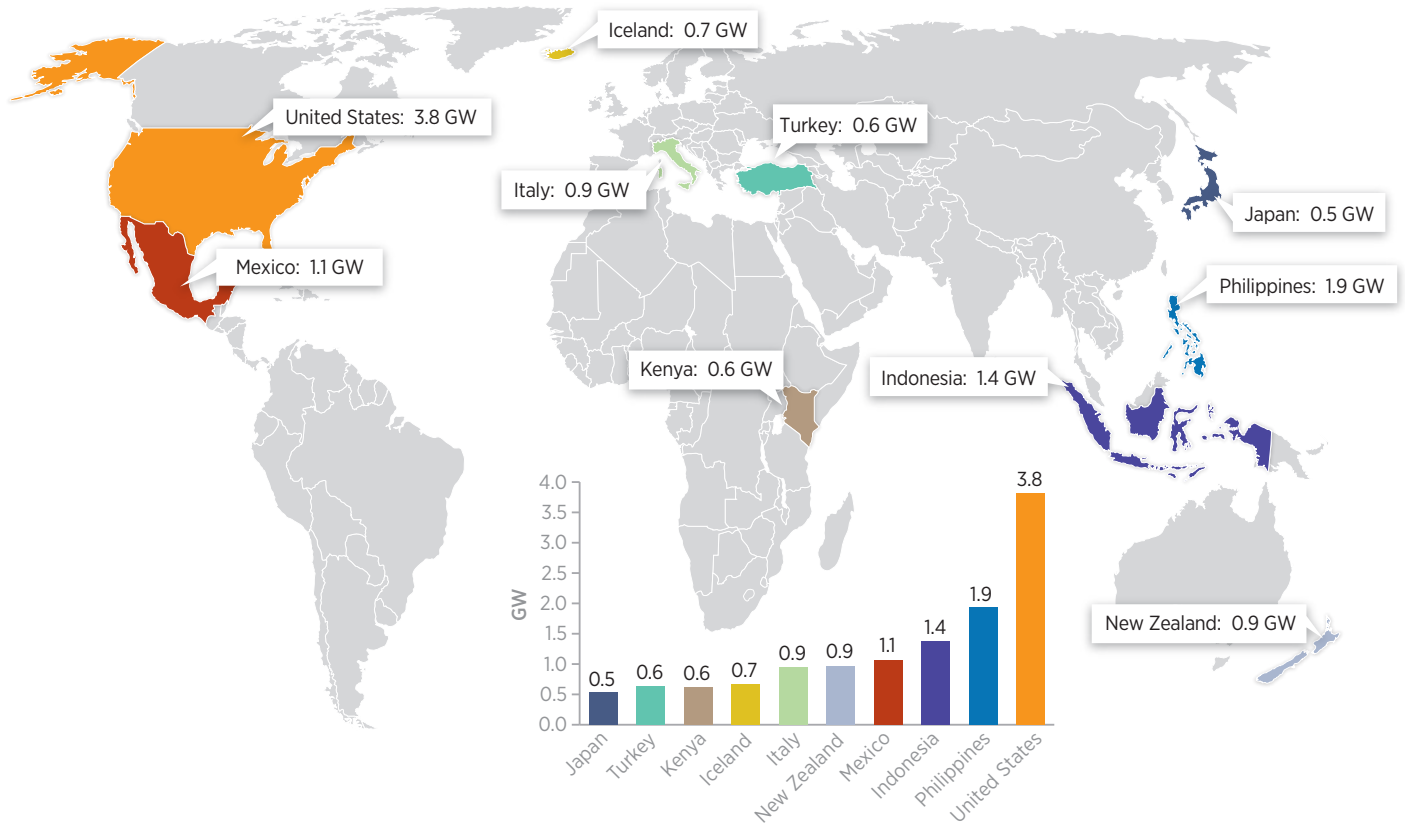 Iceland: 0.7 GW
United States: 3.8 GW
Turkey: 0.6 GW
Italy: 0.9 GW
Japan: 0.5 GW
Mexico: 1.1 GW
Philippines: 1.9 GW
Kenya: 0.6 GW
Indonesia: 1.4 GW
New Zealand: 0.9 GW
GW
4.0
3.5
3.0
2.5
2.0
1.5
1.0
0.5
0.0
0.5
0.6
0.6
0.7
0.9
0.9
1.1
1.4
1.9
3.8
Japan
Turkey
Kenya
Iceland
Italy
New Zealand
Mexico
Indonesia
Philippines
United States